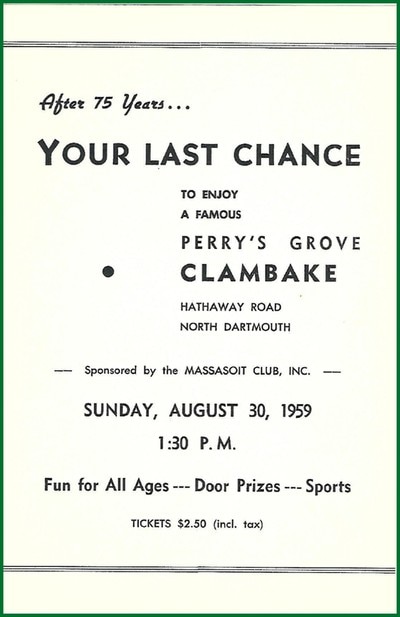 After 75 Years...
YOUR LAST CHANCE
TO ENJOY
A FAMOUS
PERRY'S GROVE
• CLAMBAKE
HATHAWAY ROAD
NORTH DARTMOUTH
— Sponsored by the MASSASOIT CLUB, INC. —
SUNDAY, AUGUST 30, 1959
1:30 P. M.
Fun for All Ages --- Door Prizes --- Sports
TICKETS $2.50 (incl. tax)